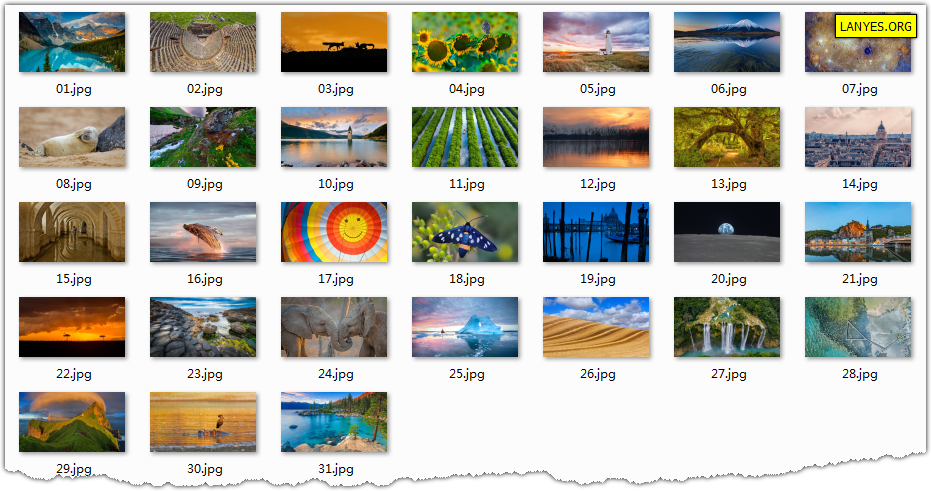 LANYES.ORG
01.jpg 02.jpg 03.jpg 04.jpg 05.jpg 06.jpg 07.jpg
08.jpg 09.jpg 10.jpg 11.jpg 12.jpg 13.jpg 14.jpg
15.jpg 16.jpg 17.jpg 18.jpg 19.jpg 20.jpg 21.jpg
22.jpg 23.jpg 24.jpg 25.jpg 26.jpg 27.jpg 28.jpg
29.jpg 30.jpg 31.jpg